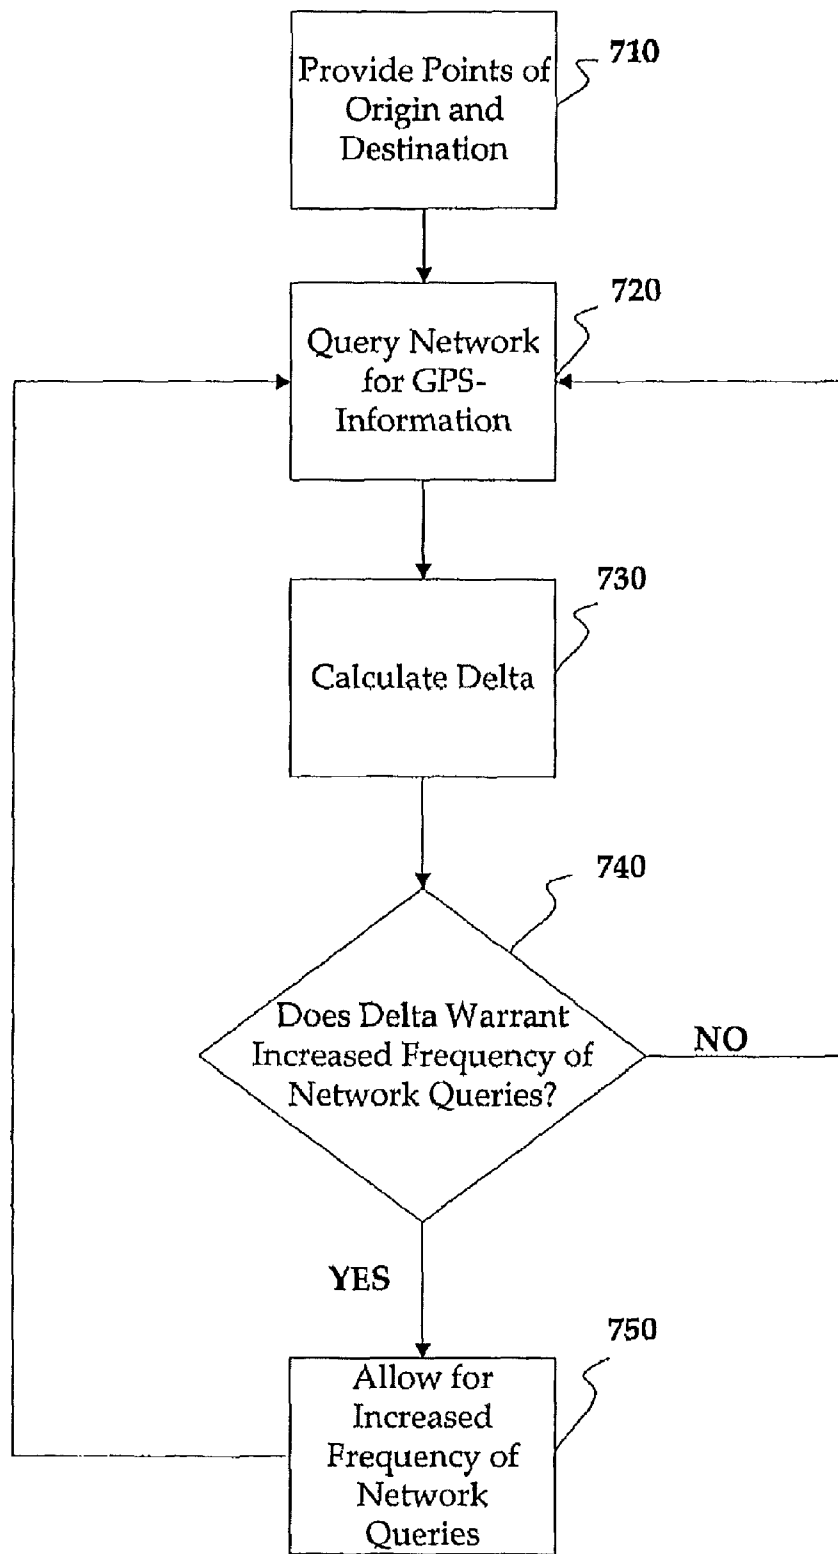 Provide Points of
Origin and
Destination
710
Query Network
for GPS-
Information
720
Calculate Delta
730
Does Delta Warrant
Increased Frequency of
Network Queries?
740
NO
YES
Allow for
Increased
Frequency of
Network
Queries
750